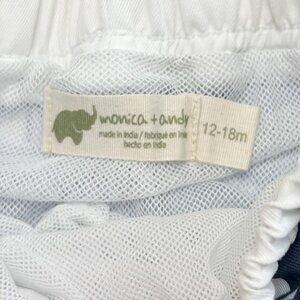 monica + andy
12-18m
made in India / fabriqué en Inde
hecho en India